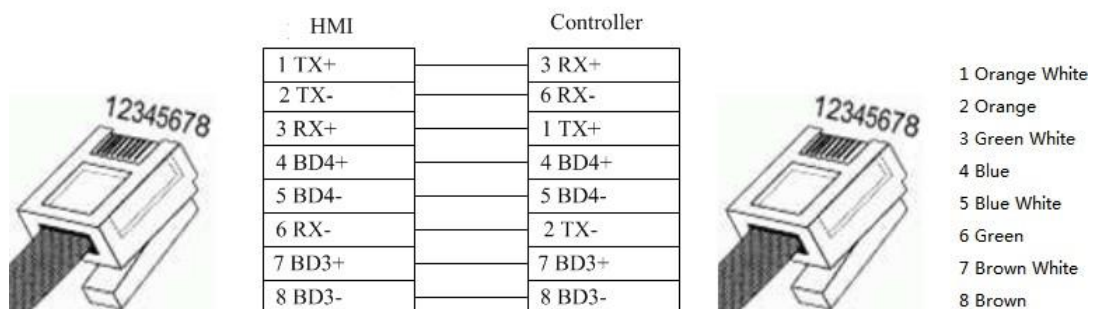 HMI Controller
1 TX+ 3 RX+
2 TX- 6 RX-
3 RX+ 1 TX+
4 BD4+ 4 BD4+
5 BD4- 5 BD4-
6 RX- 2 TX-
7 BD3+ 7 BD3+
8 BD3- 8 BD3-
12345678
12345678
1 Orange White
2 Orange
3 Green White
4 Blue
5 Blue White
6 Green
7 Brown White
8 Brown